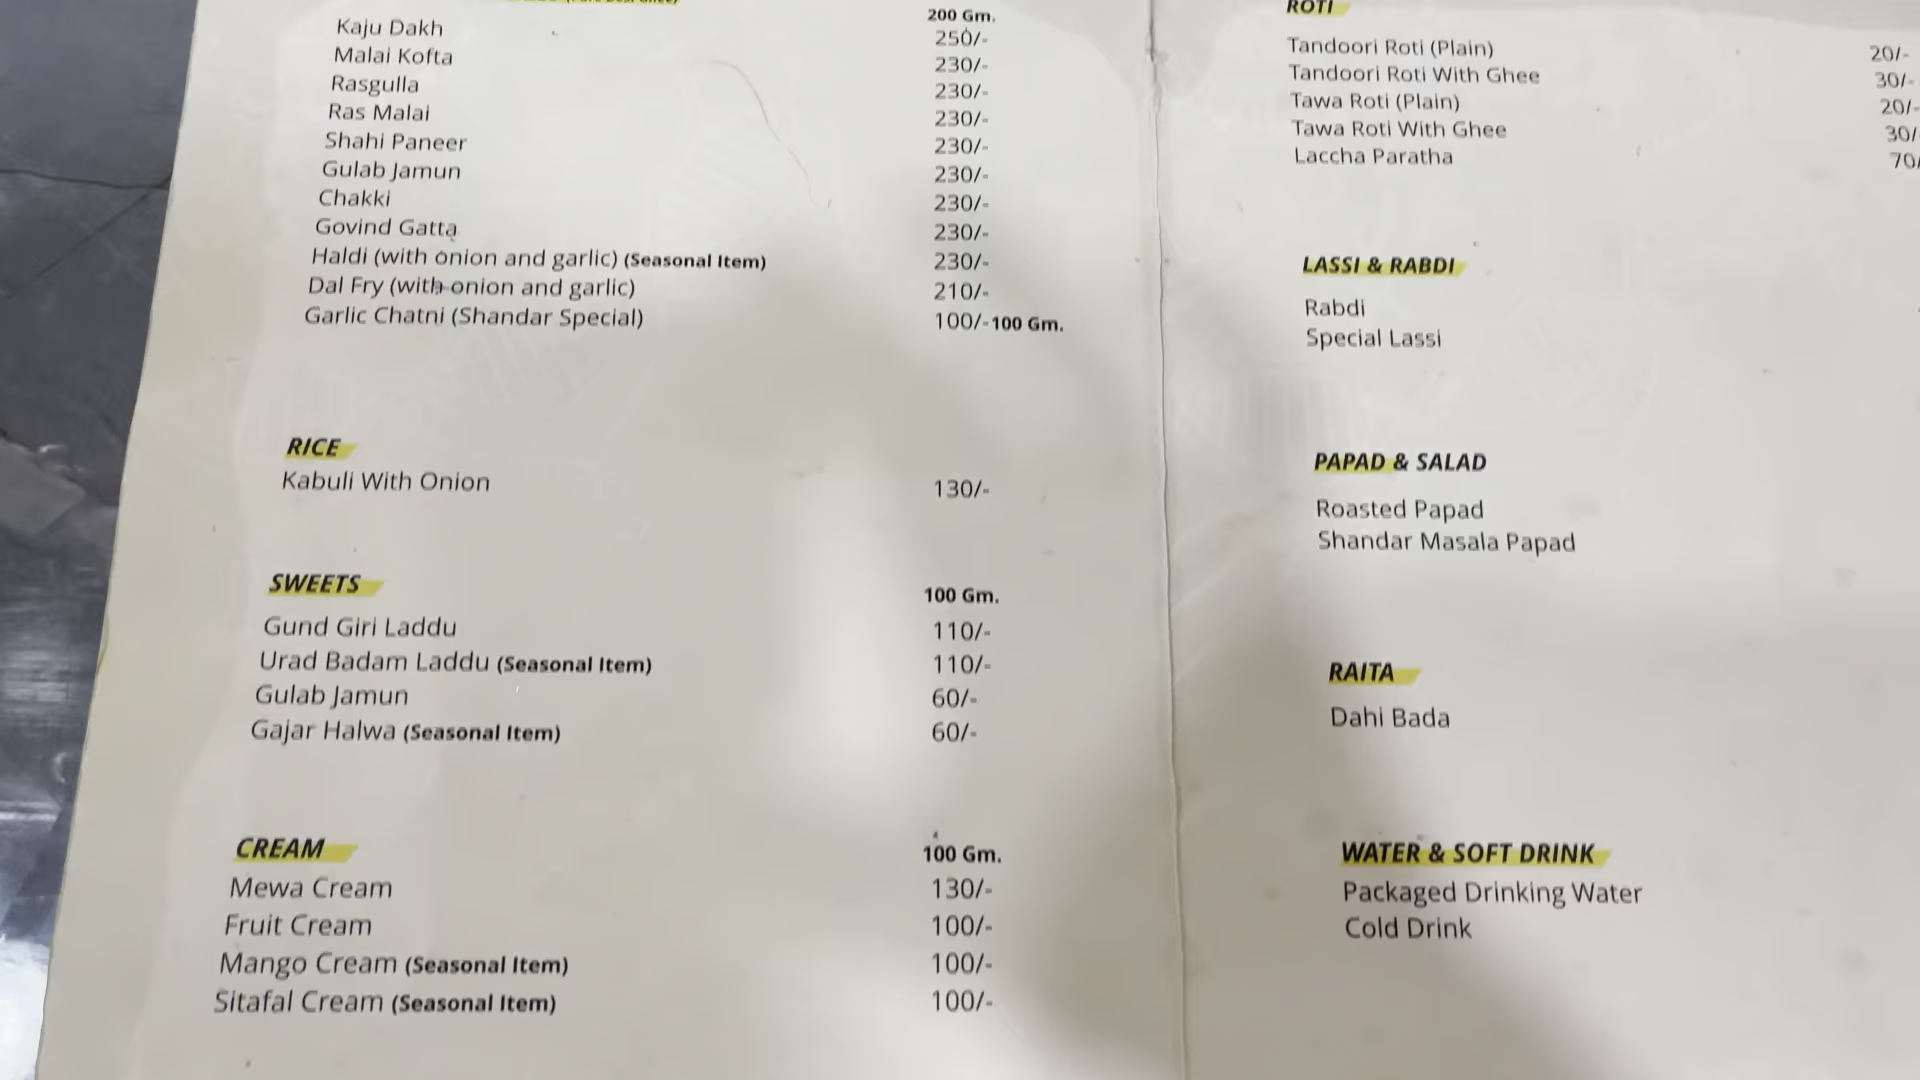 200 Gm.
Kaju Dakh 250/-
Malai Kofta 230/-
Rasgulla 230/-
Ras Malai 230/-
Shahi Paneer 230/-
Gulab Jamun 230/-
Chakki 230/-
Govind Gatta 230/-
Haldi (with onion and garlic) (Seasonal Item) 230/-
Dal Fry (with onion and garlic) 210/-
Garlic Chatni (Shandar Special) 100/-100 Gm.
RICE
Kabuli With Onion 130/-
SWEETS 100 Gm.
Gund Giri Laddu 110/-
Urad Badam Laddu (Seasonal Item) 110/-
Gulab Jamun 60/-
Gajar Halwa (Seasonal Item) 60/-
CREAM 100 Gm.
Mewa Cream 130/-
Fruit Cream 100/-
Mango Cream (Seasonal Item) 100/-
Sitafal Cream (Seasonal Item) 100/-
ROTI
Tandoori Roti (Plain) 20/-
Tandoori Roti With Ghee 30/-
Tawa Roti (Plain) 20/-
Tawa Roti With Ghee 30/
Laccha Paratha 70/
LASSI & RABDI
Rabdi
Special Lassi
PAPAD & SALAD
Roasted Papad
Shandar Masala Papad
RAITA
Dahi Bada
WATER & SOFT DRINK
Packaged Drinking Water
Cold Drink